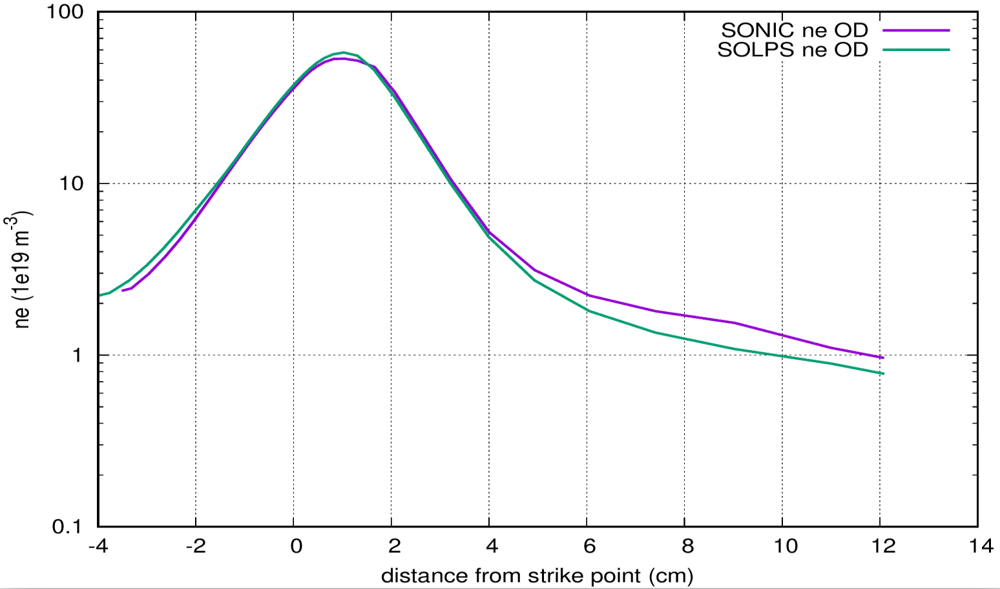 100
SONIC ne OD
SOLPS ne OD
10
ne (1e19 m-3)
1
0.1
-4 -2 0 2 4 6 8 10 12 14
distance from strike point (cm)